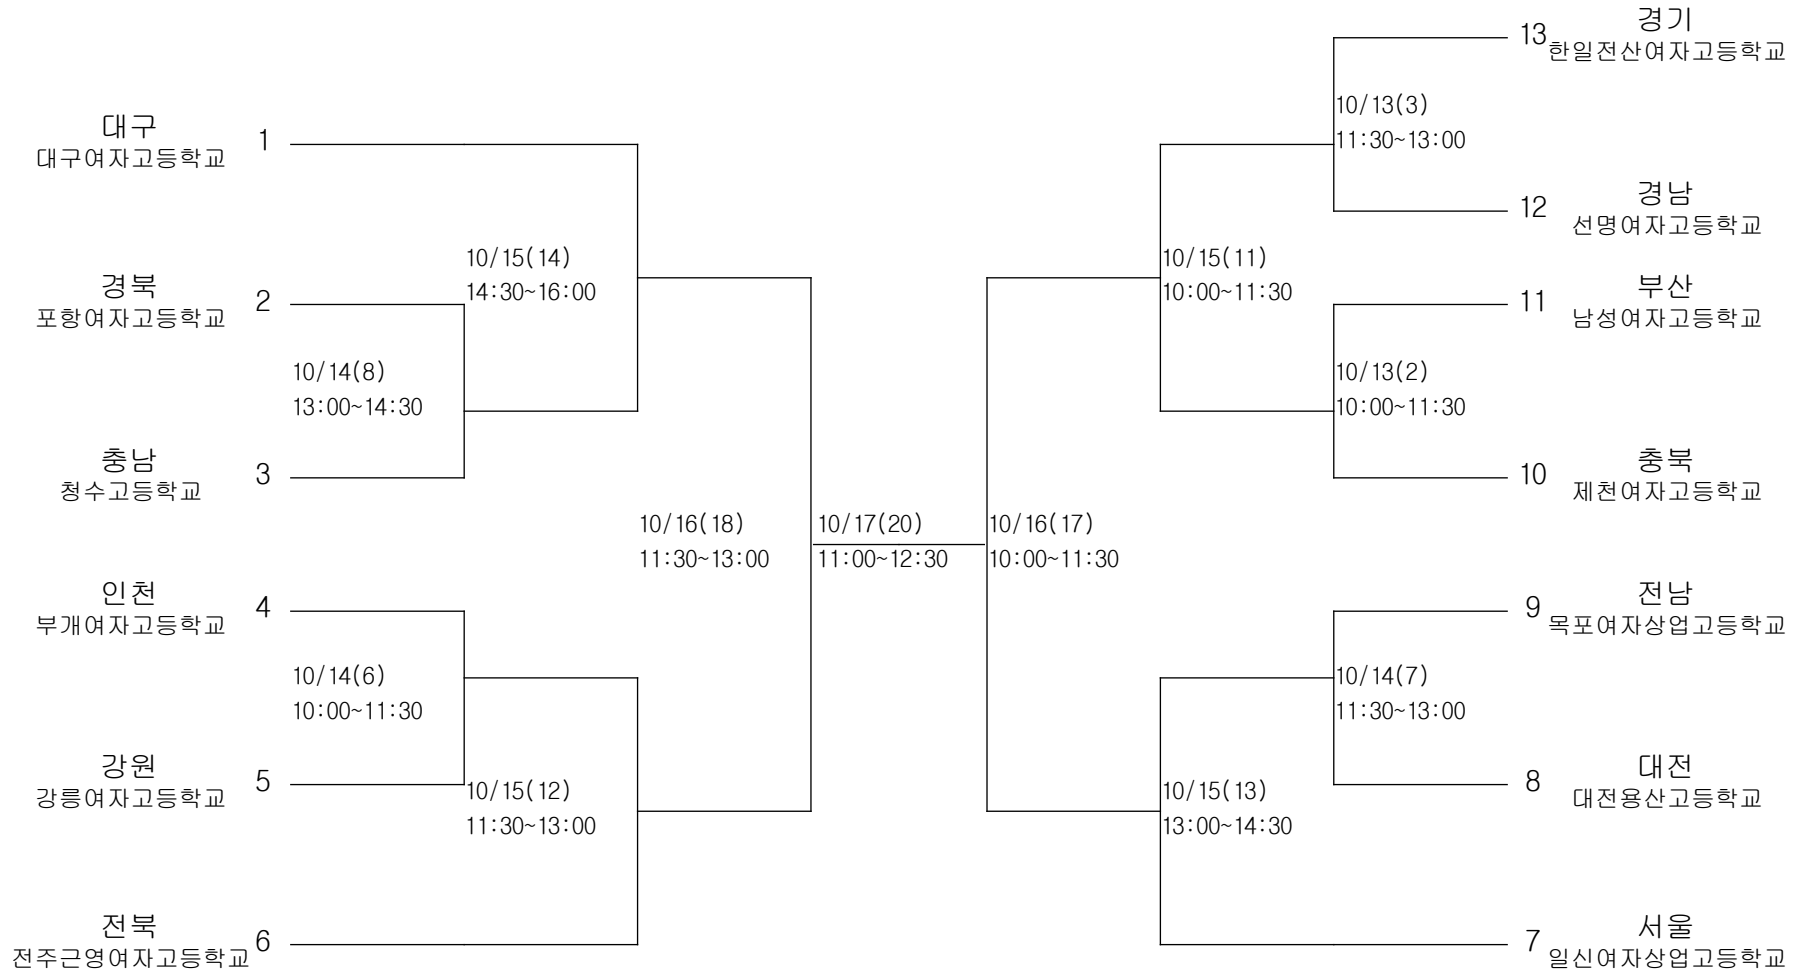 경기
13
한일전산여자고등학교
10/13(3)
11:30~13:00
대구
1
대구여자고등학교
경남
12
선명여자고등학교
10/15(14)
14:30~16:00
10/15(11)
10:00~11:30
경북
2
포항여자고등학교
부산
11
남성여자고등학교
10/14(8)
13:00~14:30
10/13(2)
10:00~11:30
충남
3
청수고등학교
충북
10
제천여자고등학교
10/16(18)
11:30~13:00
10/17(20)
11:00~12:30
10/16(17)
10:00~11:30
인천
4
부개여자고등학교
전남
9
목포여자상업고등학교
10/14(6)
10:00~11:30
10/14(7)
11:30~13:00
강원
5
강릉여자고등학교
10/15(12)
11:30~13:00
10/15(13)
13:00~14:30
대전
8
대전용산고등학교
전북
6
전주근영여자고등학교
서울
7
일신여자상업고등학교